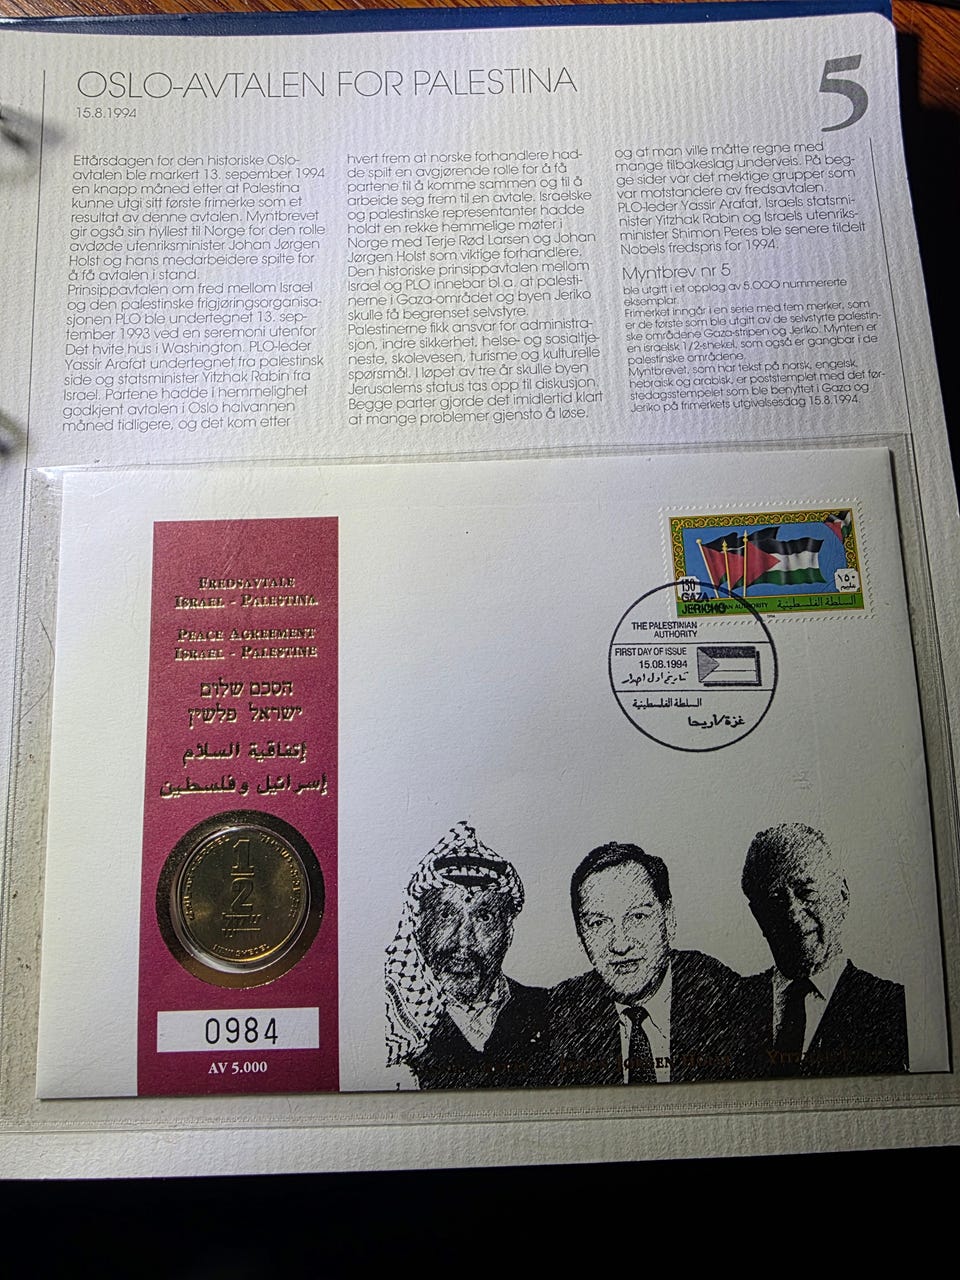 OSLO-AVTALEN FOR PALESTINA
15.8.1994
5
Ettårsdagen for den historiske Oslo-
avtalen ble markert 13. sepember 1994
en knapp måned etter at Palestina
kunne utgi sitt første frimerke som et
resultat av denne avtalen. Myntbrevet
gir også sin hyllest til Norge for den rolle
avdøde utenriksminister Johan Jørgen
Holst og hans medarbeidere spilte for
å få avtalen i stand.
Prinsippavtalen om fred mellom Israel
og den palestinske frigjøringsorganisa-
sjonen PLO ble undertegnet 13. sep-
tember 1993 ved en seremoni utenfor
Det hvite hus i Washington. PLO-leder
Yassir Arafat undertegnet fra palestinsk
side og statsminister Yitzhak Rabin fra
Israel. Partene hadde i hemmelighet
godkjent avtalen i Oslo halvannen
måned tidligere, og det kom etter
hvert frem at norske forhandlere had-
de spilt en avgjørende rolle for å få
partene til å komme sammen og til å
arbeide seg frem til en avtale. Israelske
og palestinske representanter hadde
holdt en rekke hemmelige møter i
Norge med Terje Rød Larsen og Johan
Jørgen Holst som viktige forhandlere.
Den historiske prinsippavtalen mellom
Israel og PLO innebar bl.a. at palesti-
nerne i Gaza-området og byen Jeriko
skulle få begrenset selvstyre.
Palestinerne fikk ansvar for administra-
sjon, indre sikkerhet, helse- og sosialtje-
neste, skolevesen, turisme og kulturelle
spørsmål. I løpet av tre år skulle byen
Jerusalems status tas opp til diskusjon.
Begge parter gjorde det imidlertid klart
at mange problemer gjensto å løse.
og at man ville måtte regne med
mange tilbakeslag underveis. På beg-
ge sider var det mektige grupper som
var motstandere av fredsavtalen.
PLO-leder Yassir Arafat, Israels statsmi-
nister Yitzhak Rabin og Israels utenriks-
minister Shimon Peres ble senere tildelt
Nobels fredspris for 1994.
Myntbrev nr 5
ble utgitt i et opplag av 5.000 nummererte
eksemplar.
Frimerket inngår i en serie med fem merker, som
er de første som ble utgitt av de selvstyrte palestin-
ske områdene Gaza-stripen og Jeriko. Mynten er
en israelsk 1/2-shekel, som også er gangbar i de
palestinske områdene.
Myntbrevet, som har tekst på norsk, engelsk,
hebraisk og arabisk, er poststemplet med det før-
stedagsstempelet som ble benyttet i Gaza og
Jeriko på frimerkets utgivelsesdag 15.8.1994.
FREDSAVTALE
ISRAEL - PALESTINA
PEACE AGREEMENT
ISRAEL - PALESTINE
הסכם שלום
ישראל פלשין
إتفاقية السلام
إسرائيل وفلسطين
1
2
שקל
0984
AV 5.000
150
١٥٠
مليم
GAZA
JERICHO
AUTHORITY
السلطة الفلسطينية
1994
THE PALESTINIAN
AUTHORITY
FIRST DAY OF ISSUE
15.08.1994
تاريخ اول اصدار
السلطة الفلسطينية
غزة/اريحا